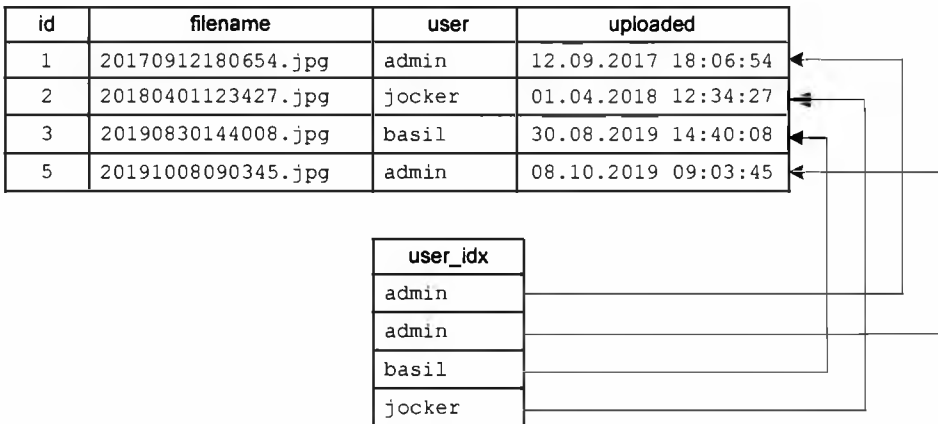 id filename user uploaded
1 20170912180654.jpg admin 12.09.2017 18:06:54
2 20180401123427.jpg jocker 01.04.2018 12:34:27
3 20190830144008.jpg basil 30.08.2019 14:40:08
5 20191008090345.jpg admin 08.10.2019 09:03:45
user_idx
admin
admin
basil
jocker